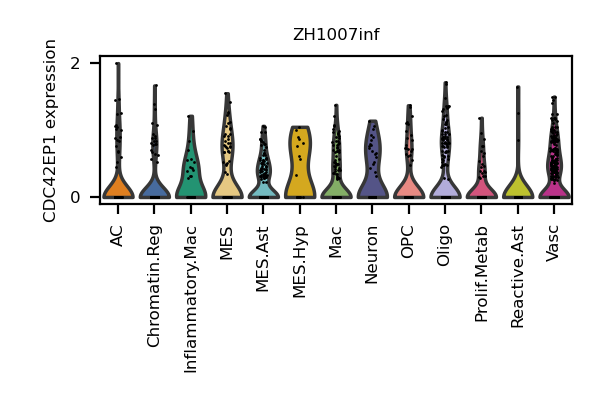 ZH1007inf
CDC42EP1 expression
2
0
AC
Chromatin.Reg
Inflammatory.Mac
MES
MES.Ast
MES.Hyp
Mac
Neuron
OPC
Oligo
Prolif.Metab
Reactive.Ast
Vasc